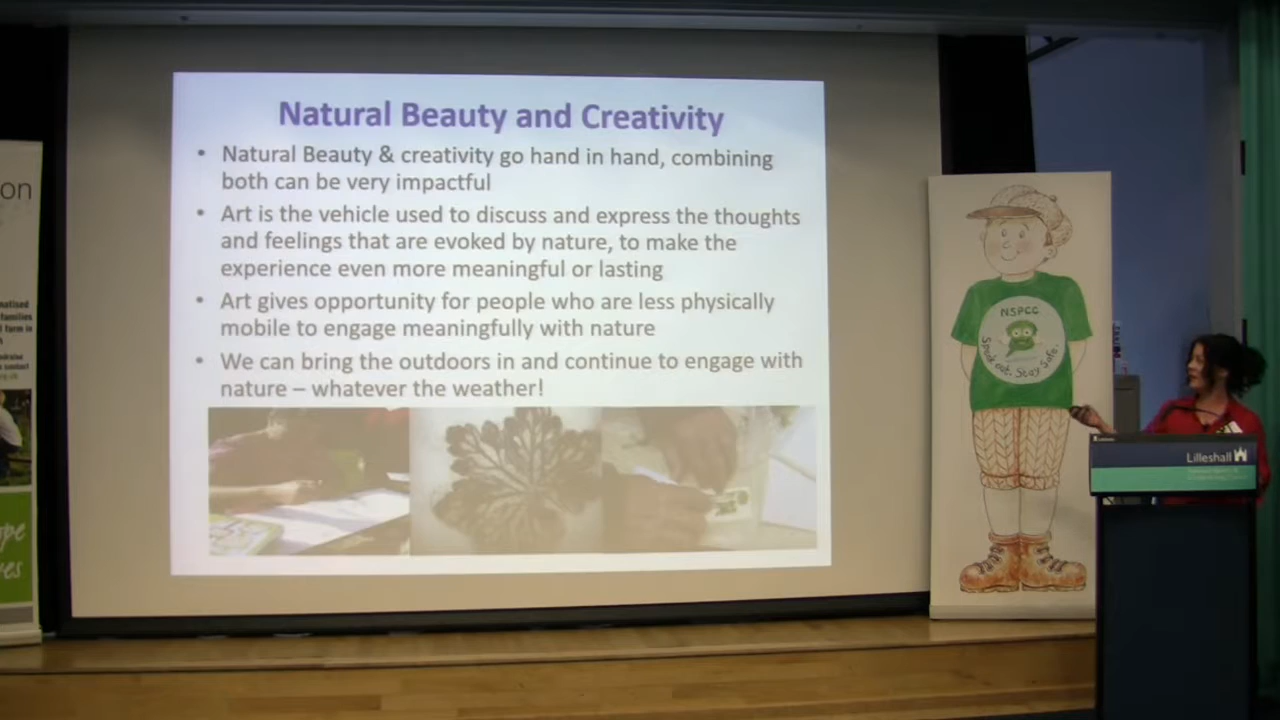 Natural Beauty and Creativity
• Natural Beauty & creativity go hand in hand, combining
both can be very impactful
• Art is the vehicle used to discuss and express the thoughts
and feelings that are evoked by nature, to make the
experience even more meaningful or lasting
• Art gives opportunity for people who are less physically
mobile to engage meaningfully with nature
• We can bring the outdoors in and continue to engage with
nature – whatever the weather!
on
families
NSPCC
Speak out. Stay Safe.
Lilleshall